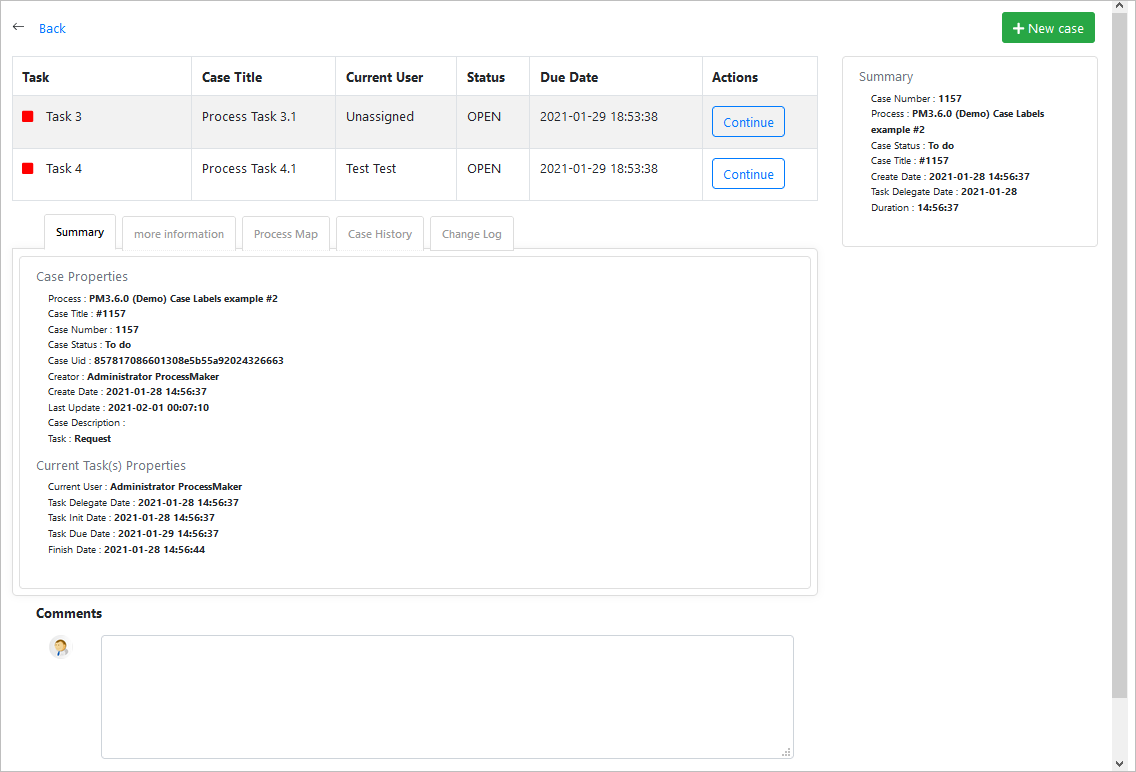 ← Back
+ New case
Task Case Title Current User Status Due Date Actions
Task 3 Process Task 3.1 Unassigned OPEN 2021-01-29 18:53:38 Continue
Task 4 Process Task 4.1 Test Test OPEN 2021-01-29 18:53:38 Continue
Summary
Case Number : 1157
Process : PM3.6.0 (Demo) Case Labels
example #2
Case Status : To do
Case Title : #1157
Create Date : 2021-01-28 14:56:37
Task Delegate Date : 2021-01-28
Duration : 14:56:37
Summary more information Process Map Case History Change Log
Case Properties
Process : PM3.6.0 (Demo) Case Labels example #2
Case Title : #1157
Case Number : 1157
Case Status : To do
Case Uid : 857817086601308e5b55a92024326663
Creator : Administrator ProcessMaker
Create Date : 2021-01-28 14:56:37
Last Update : 2021-02-01 00:07:10
Case Description :
Task : Request
Current Task(s) Properties
Current User : Administrator ProcessMaker
Task Delegate Date : 2021-01-28 14:56:37
Task Init Date : 2021-01-28 14:56:37
Task Due Date : 2021-01-29 14:56:37
Finish Date : 2021-01-28 14:56:44
Comments